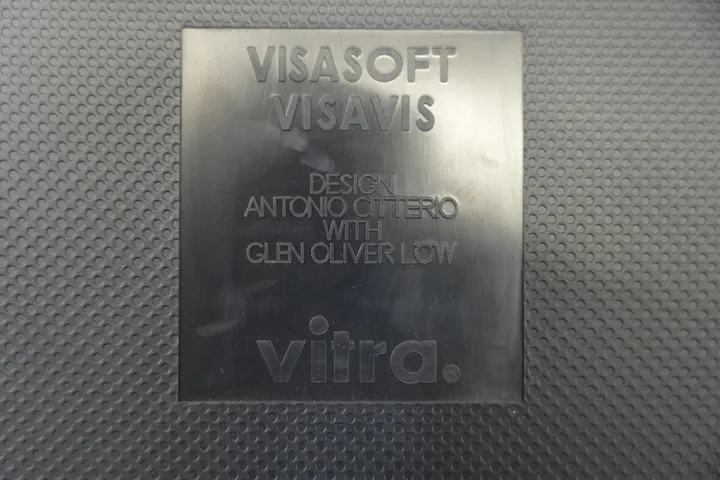 VISASOFT
VISAVIS
DESIGN
ANTONIO CITTERIO
WITH
GLEN OLIVER LÖW
vitra.